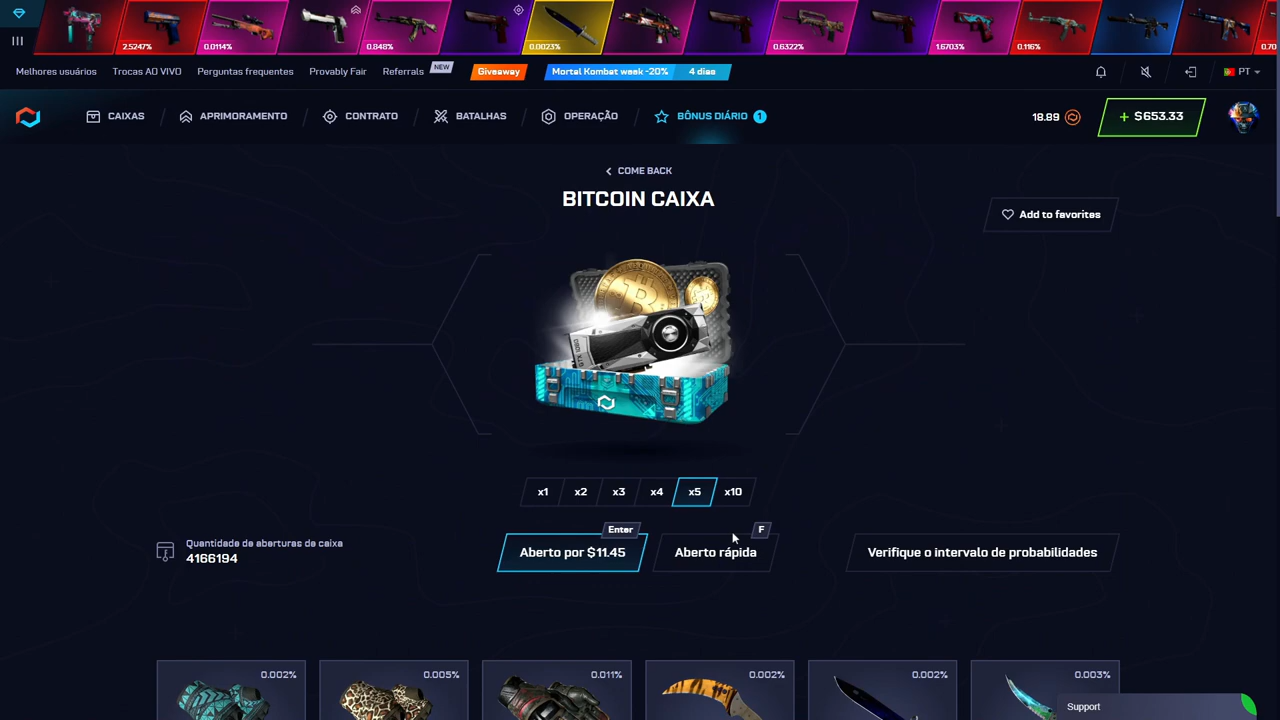 2.5247%
0.0114%
0.848%
0.0023%
0.6322%
1.6703%
0.116%
0.70
Melhores usuários
Trocas AO VIVO
Perguntas frequentes
Provably Fair
Referrals
NEW
Giveaway
Mortal Kombat week -20%
4 dias
PT
CAIXAS
APRIMORAMENTO
CONTRATO
BATALHAS
OPERAÇÃO
BÔNUS DIÁRIO
1
18.89
+ $653.33
COME BACK
BITCOIN CAIXA
Add to favorites
x1
x2
x3
x4
x5
x10
Enter
F
Quantidade de aberturas de caixa
4166194
Aberto por $11.45
Aberto rápida
Verifique o intervalo de probabilidades
0.002%
0.005%
0.011%
0.002%
0.002%
0.003%
Support